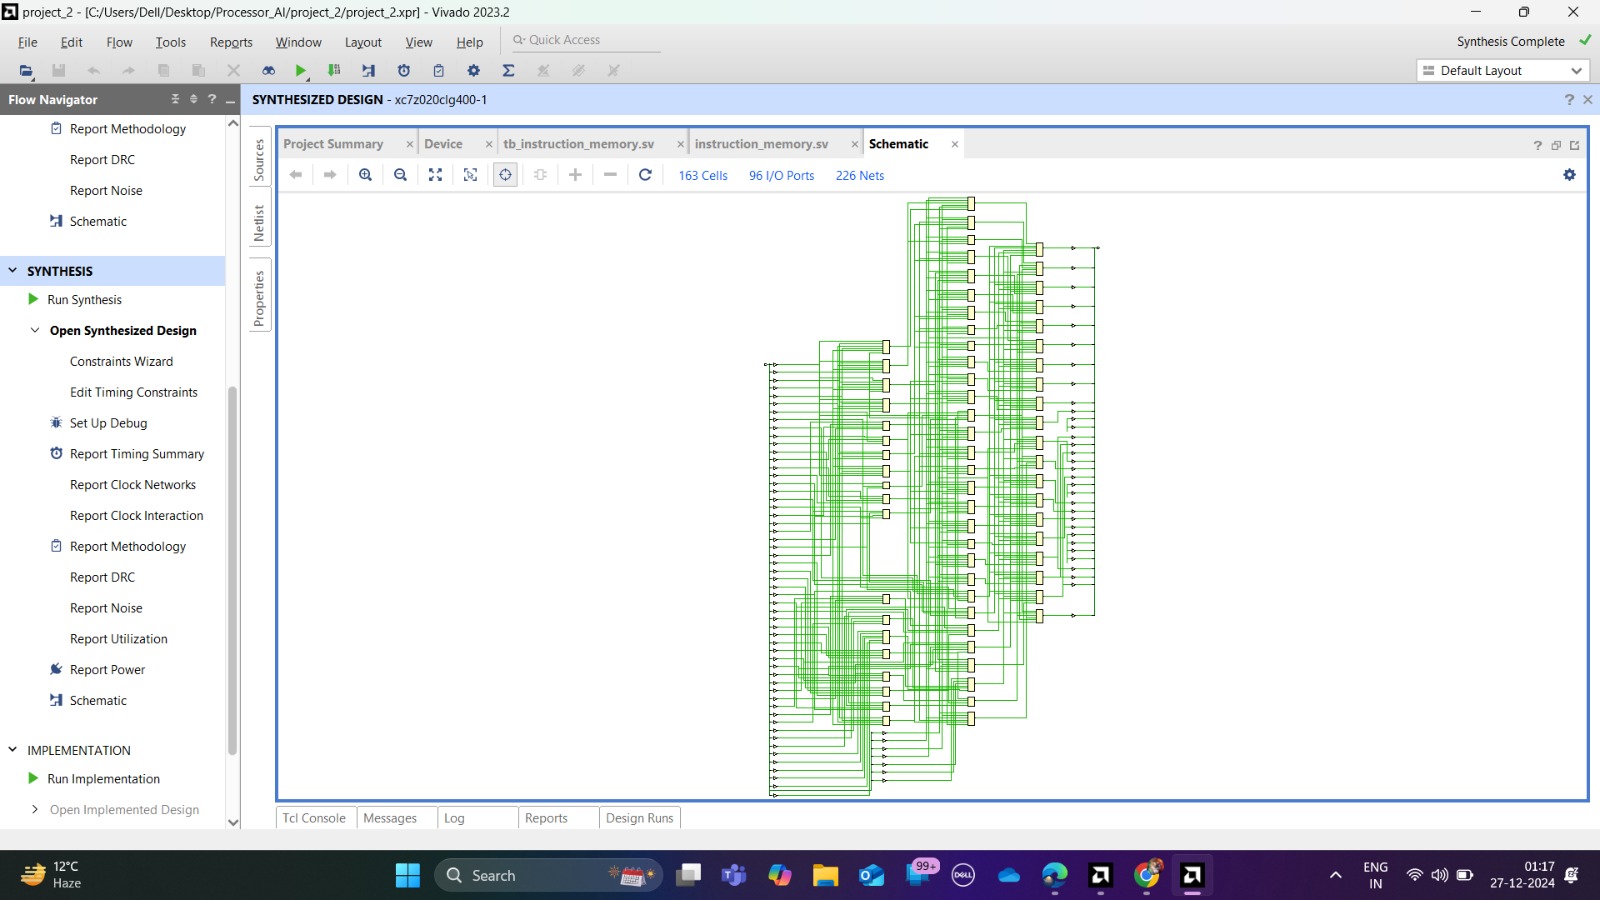 project_2 - [C:/Users/Dell/Desktop/Processor_AI/project_2/project_2.xpr] - Vivado 2023.2
File Edit Flow Tools Reports Window Layout View Help Quick Access
Synthesis Complete
Default Layout
Flow Navigator
SYNTHESIZED DESIGN - xc7z020clg400-1
Report Methodology
Report DRC
Report Noise
Schematic
SYNTHESIS
Run Synthesis
Open Synthesized Design
Constraints Wizard
Edit Timing Constraints
Set Up Debug
Report Timing Summary
Report Clock Networks
Report Clock Interaction
Report Methodology
Report DRC
Report Noise
Report Utilization
Report Power
Schematic
IMPLEMENTATION
Run Implementation
Open Implemented Design
Sources
Netlist
Properties
Project Summary Device tb_instruction_memory.sv instruction_memory.sv Schematic
163 Cells 96 I/O Ports 226 Nets
Tcl Console Messages Log Reports Design Runs
12°C
Haze
Search
99+
DELL
ENG
IN
01:17
27-12-2024